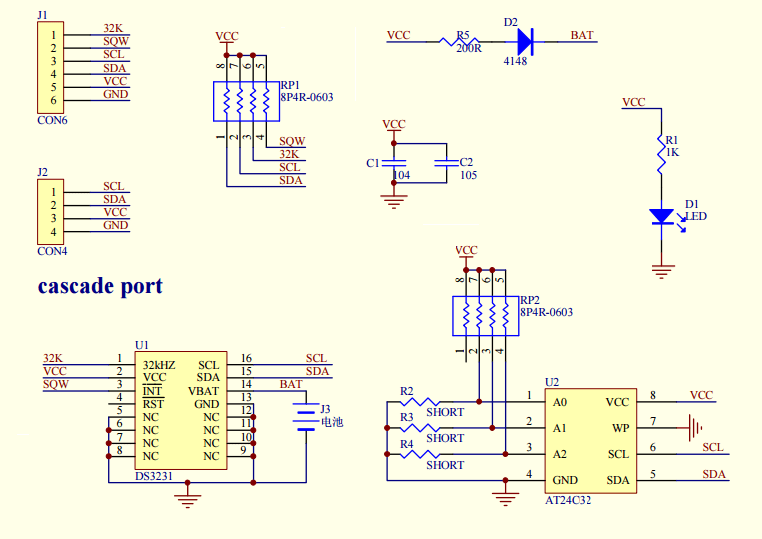 J1
1 32K
2 SQW
3 SCL
4 SDA
5 VCC
6 GND
CON6
VCC
8 7 6 5
RP1
8P4R-0603
1 2 3 4
SQW
32K
SCL
SDA
VCC R5 D2 BAT
200R
4148
VCC
C1 C2
104 105
VCC
R1
1K
D1
LED
J2
1 SCL
2 SDA
3 VCC
4 GND
CON4
cascade port
VCC
8 7 6 5
RP2
8P4R-0603
1 2 3 4
U1
32K 1 32kHZ SCL 16 SCL
VCC 2 VCC SDA 15 SDA
SQW 3 INT VBAT 14 BAT
4 RST GND 13
5 NC NC 12
6 NC NC 11
7 NC NC 10
8 NC NC 9
DS3231
J3
电池
R2
SHORT
R3
SHORT
R4
SHORT
U2
1 A0 VCC 8 VCC
2 A1 WP 7
3 A2 SCL 6 SCL
4 GND SDA 5 SDA
AT24C32